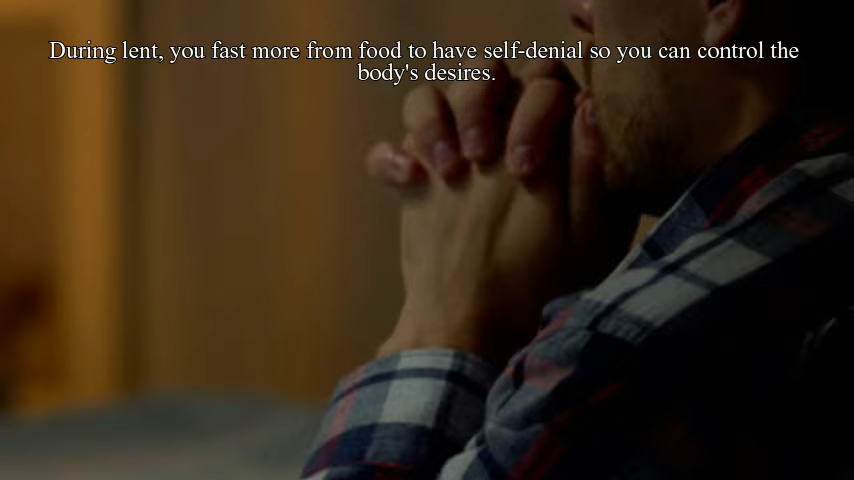 During lent, you fast more from food to have self-denial so you can control the
body's desires.